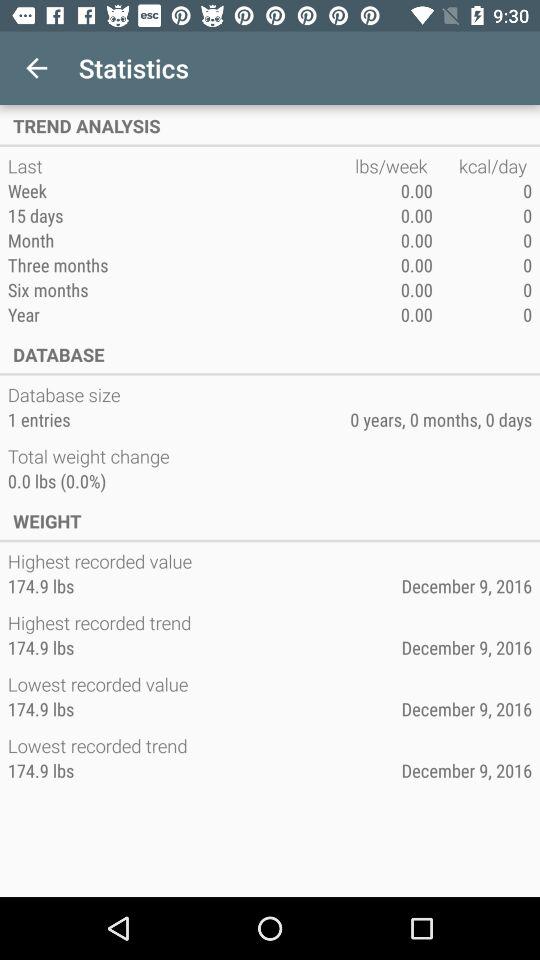 esc 9:30
Statistics
TREND ANALYSIS
Last lbs/week kcal/day
Week 0.00 0
15 days 0.00 0
Month 0.00 0
Three months 0.00 0
Six months 0.00 0
Year 0.00 0
DATABASE
Database size
1 entries 0 years, 0 months, 0 days
Total weight change
0.0 lbs (0.0%)
WEIGHT
Highest recorded value
174.9 lbs December 9, 2016
Highest recorded trend
174.9 lbs December 9, 2016
Lowest recorded value
174.9 lbs December 9, 2016
Lowest recorded trend
174.9 lbs December 9, 2016